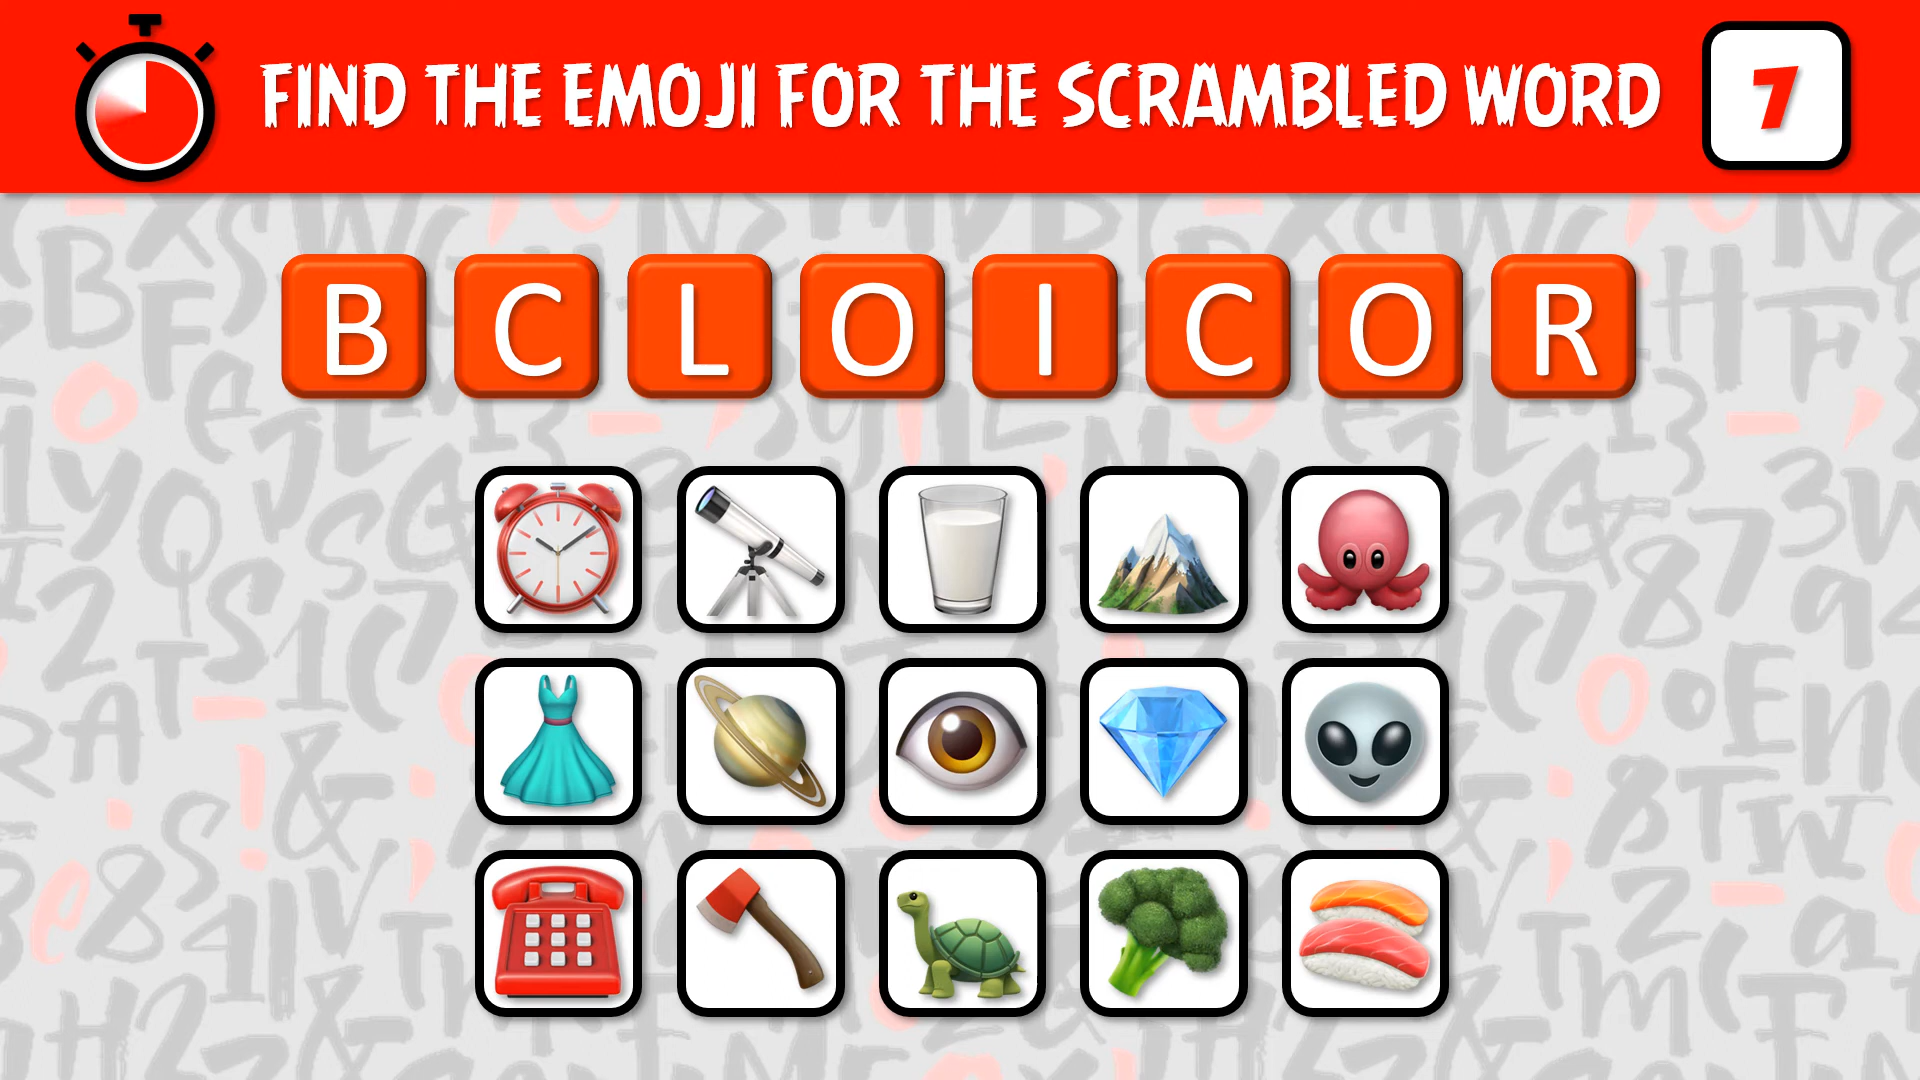 FIND THE EMOJI FOR THE SCRAMBLED WORD
7
B C L O I C O R